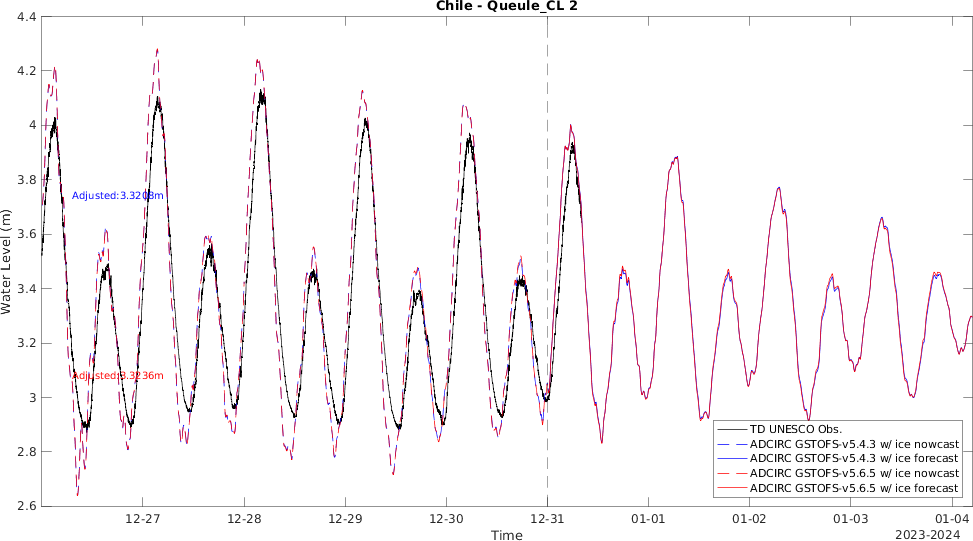 Chile - Queule_CL 2
4.4
4.2
4
3.8
3.6
3.4
3.2
3
2.8
2.6
Water Level (m)
Adjusted:3.3208m
Adjusted:3.3236m
TD UNESCO Obs.
ADCIRC GSTOFS-v5.4.3 w/ ice nowcast
ADCIRC GSTOFS-v5.4.3 w/ ice forecast
ADCIRC GSTOFS-v5.6.5 w/ ice nowcast
ADCIRC GSTOFS-v5.6.5 w/ ice forecast
12-27 12-28 12-29 12-30 12-31 01-01 01-02 01-03 01-04
Time
2023-2024